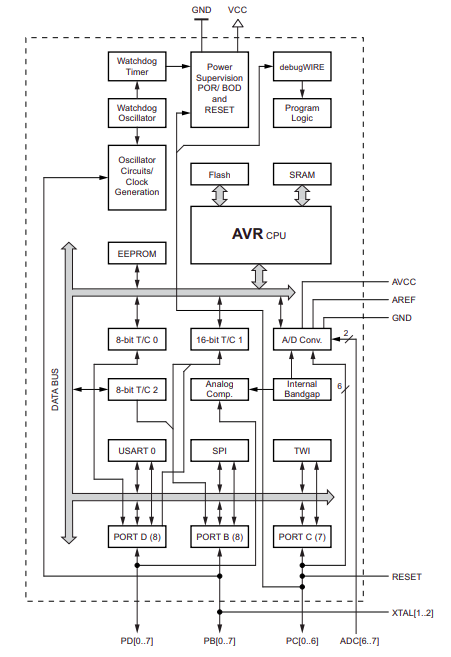 GND VCC
Watchdog
Timer
Power
Supervision
POR/ BOD
and
RESET
debugWIRE
Watchdog
Oscillator
Program
Logic
Oscillator
Circuits/
Clock
Generation
Flash
SRAM
AVR CPU
EEPROM
AVCC
AREF
GND
8-bit T/C 0
16-bit T/C 1
A/D Conv.
2
DATA BUS
8-bit T/C 2
Analog
Comp.
Internal
Bandgap
6
USART 0
SPI
TWI
PORT D (8)
PORT B (8)
PORT C (7)
RESET
XTAL[1..2]
PD[0..7]
PB[0..7]
PC[0..6]
ADC[6..7]